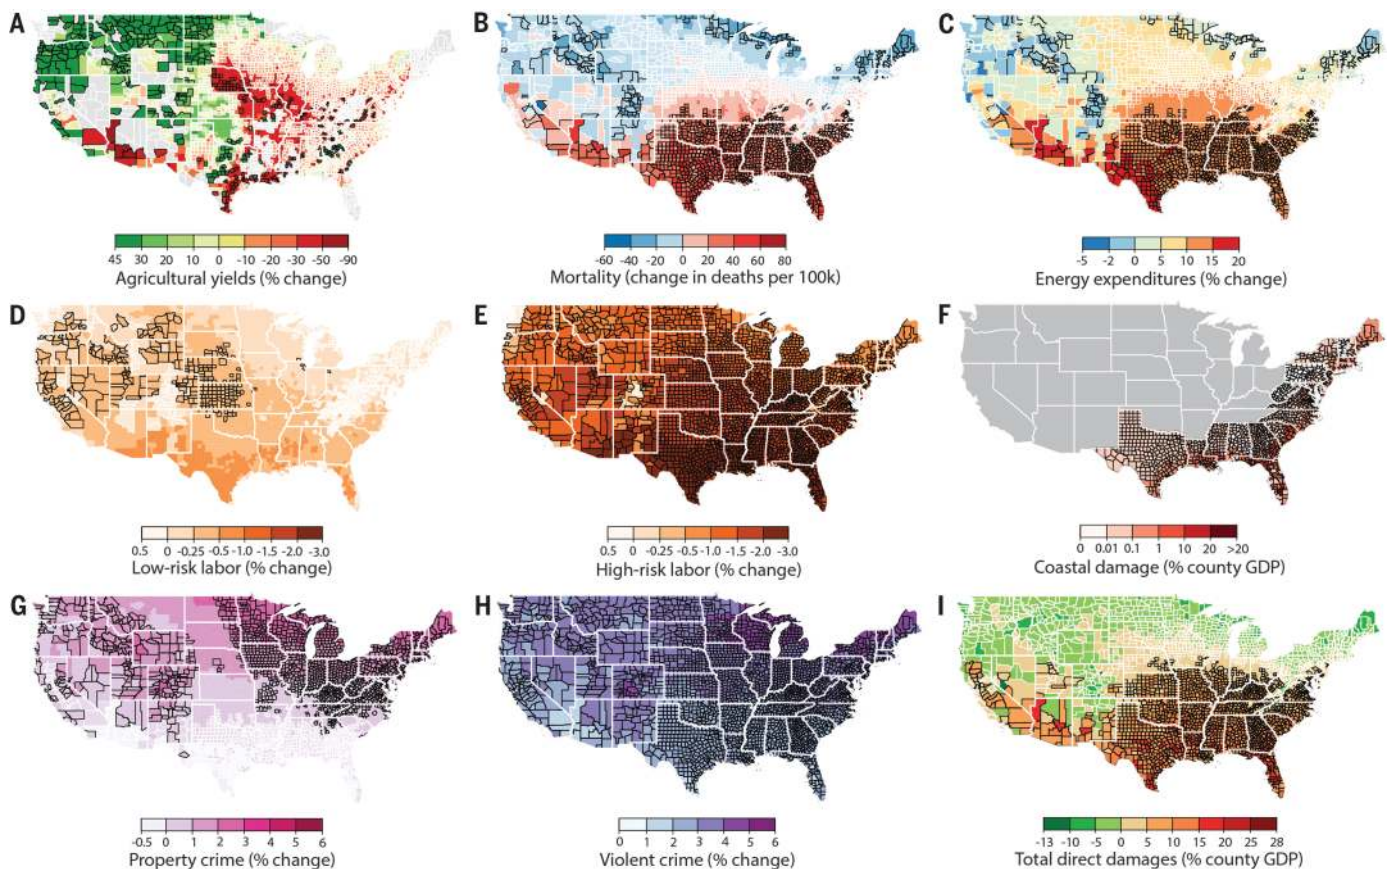 A
B
C
45 30 20 10 0 -10 -20 -30 -50 -90
Agricultural yields (% change)
-60 -40 -20 0 20 40 60 80
Mortality (change in deaths per 100k)
-5 -2 0 5 10 15 20
Energy expenditures (% change)
D
E
F
0.5 0 -0.25 -0.5 -1.0 -1.5 -2.0 -3.0
Low-risk labor (% change)
0.5 0 -0.25 -0.5 -1.0 -1.5 -2.0 -3.0
High-risk labor (% change)
0 0.01 0.1 1 10 20 >20
Coastal damage (% county GDP)
G
H
I
-0.5 0 1 2 3 4 5 6
Property crime (% change)
0 1 2 3 4 5 6
Violent crime (% change)
-13 -10 -5 0 5 10 15 20 25 28
Total direct damages (% county GDP)